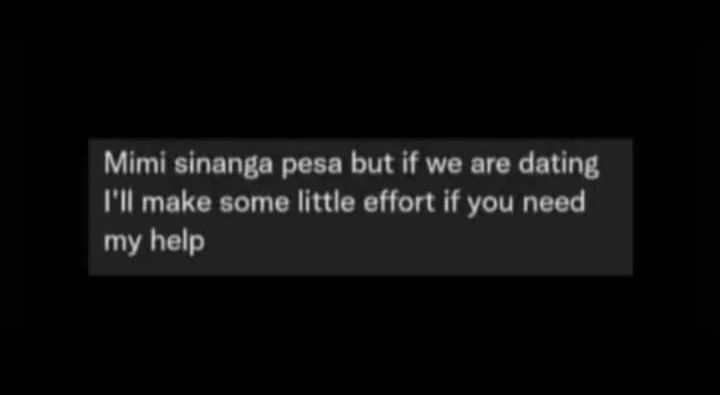 Mimi sinanga pesa but if we are dating
I'll make some little effort if you need
my help